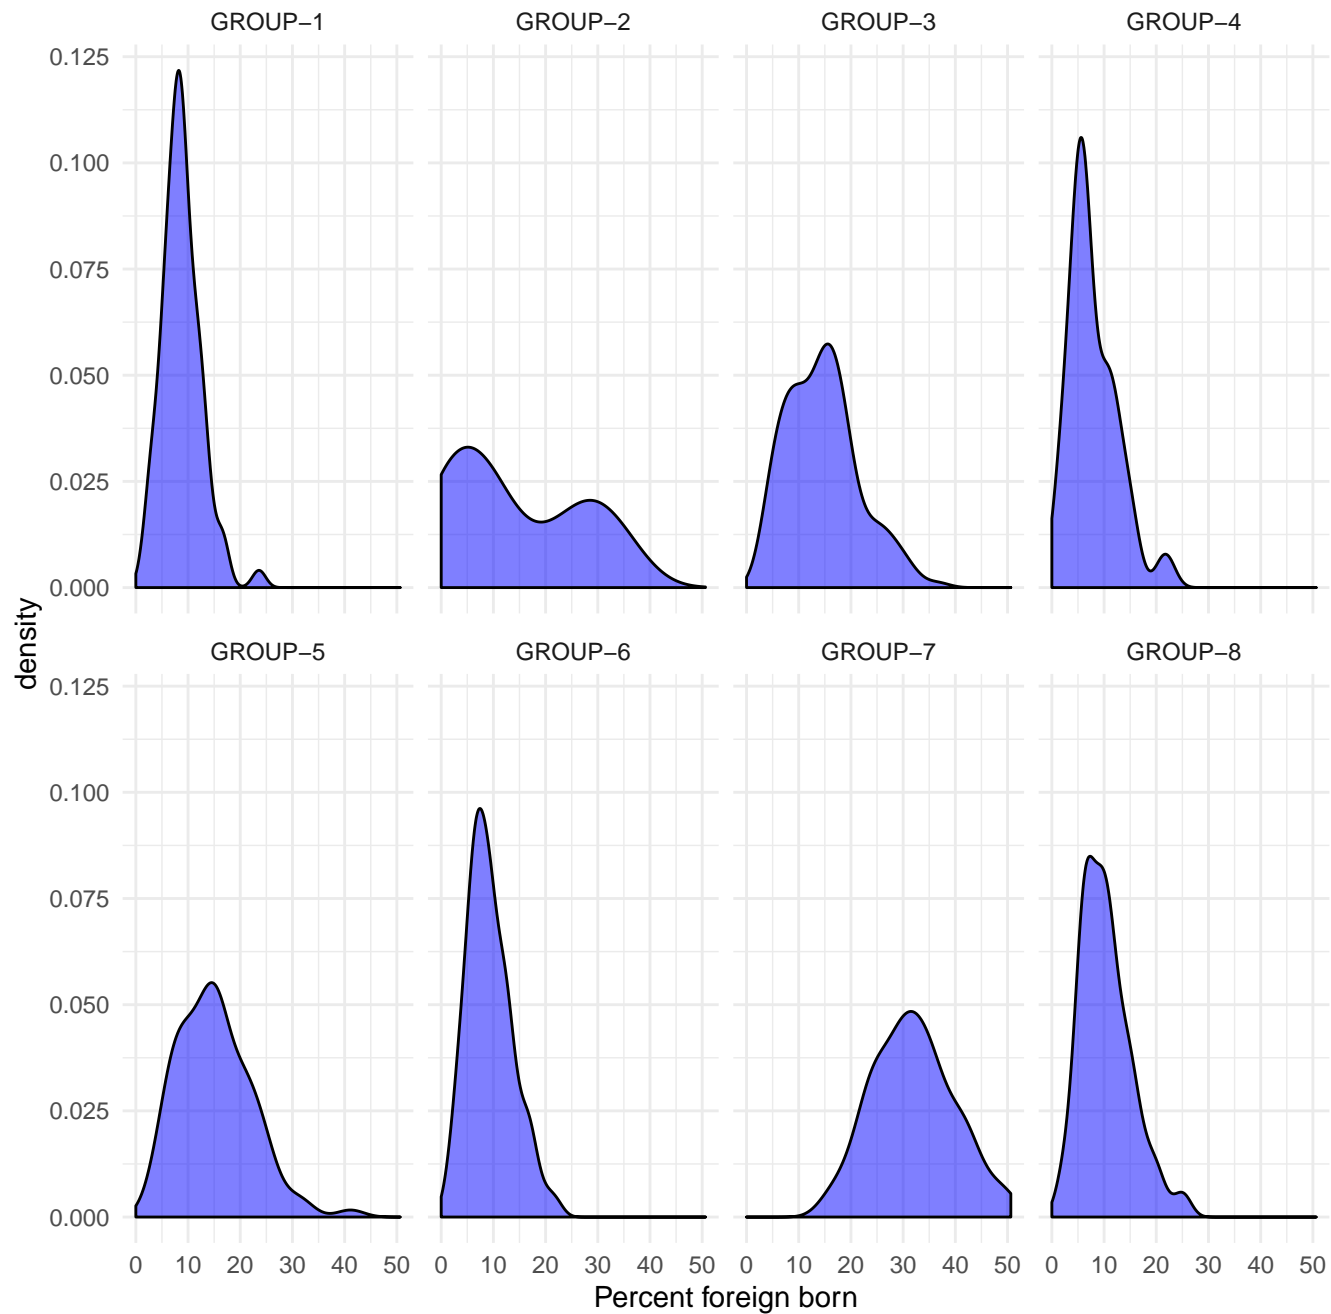 GROUP−1 GROUP−2 GROUP−3 GROUP−4
0.125
0.100
0.075
0.050
0.025
0.000
GROUP−5 GROUP−6 GROUP−7 GROUP−8
density
0.125
0.100
0.075
0.050
0.025
0.000
0 10 20 30 40 50 0 10 20 30 40 50 0 10 20 30 40 50 0 10 20 30 40 50
Percent foreign born